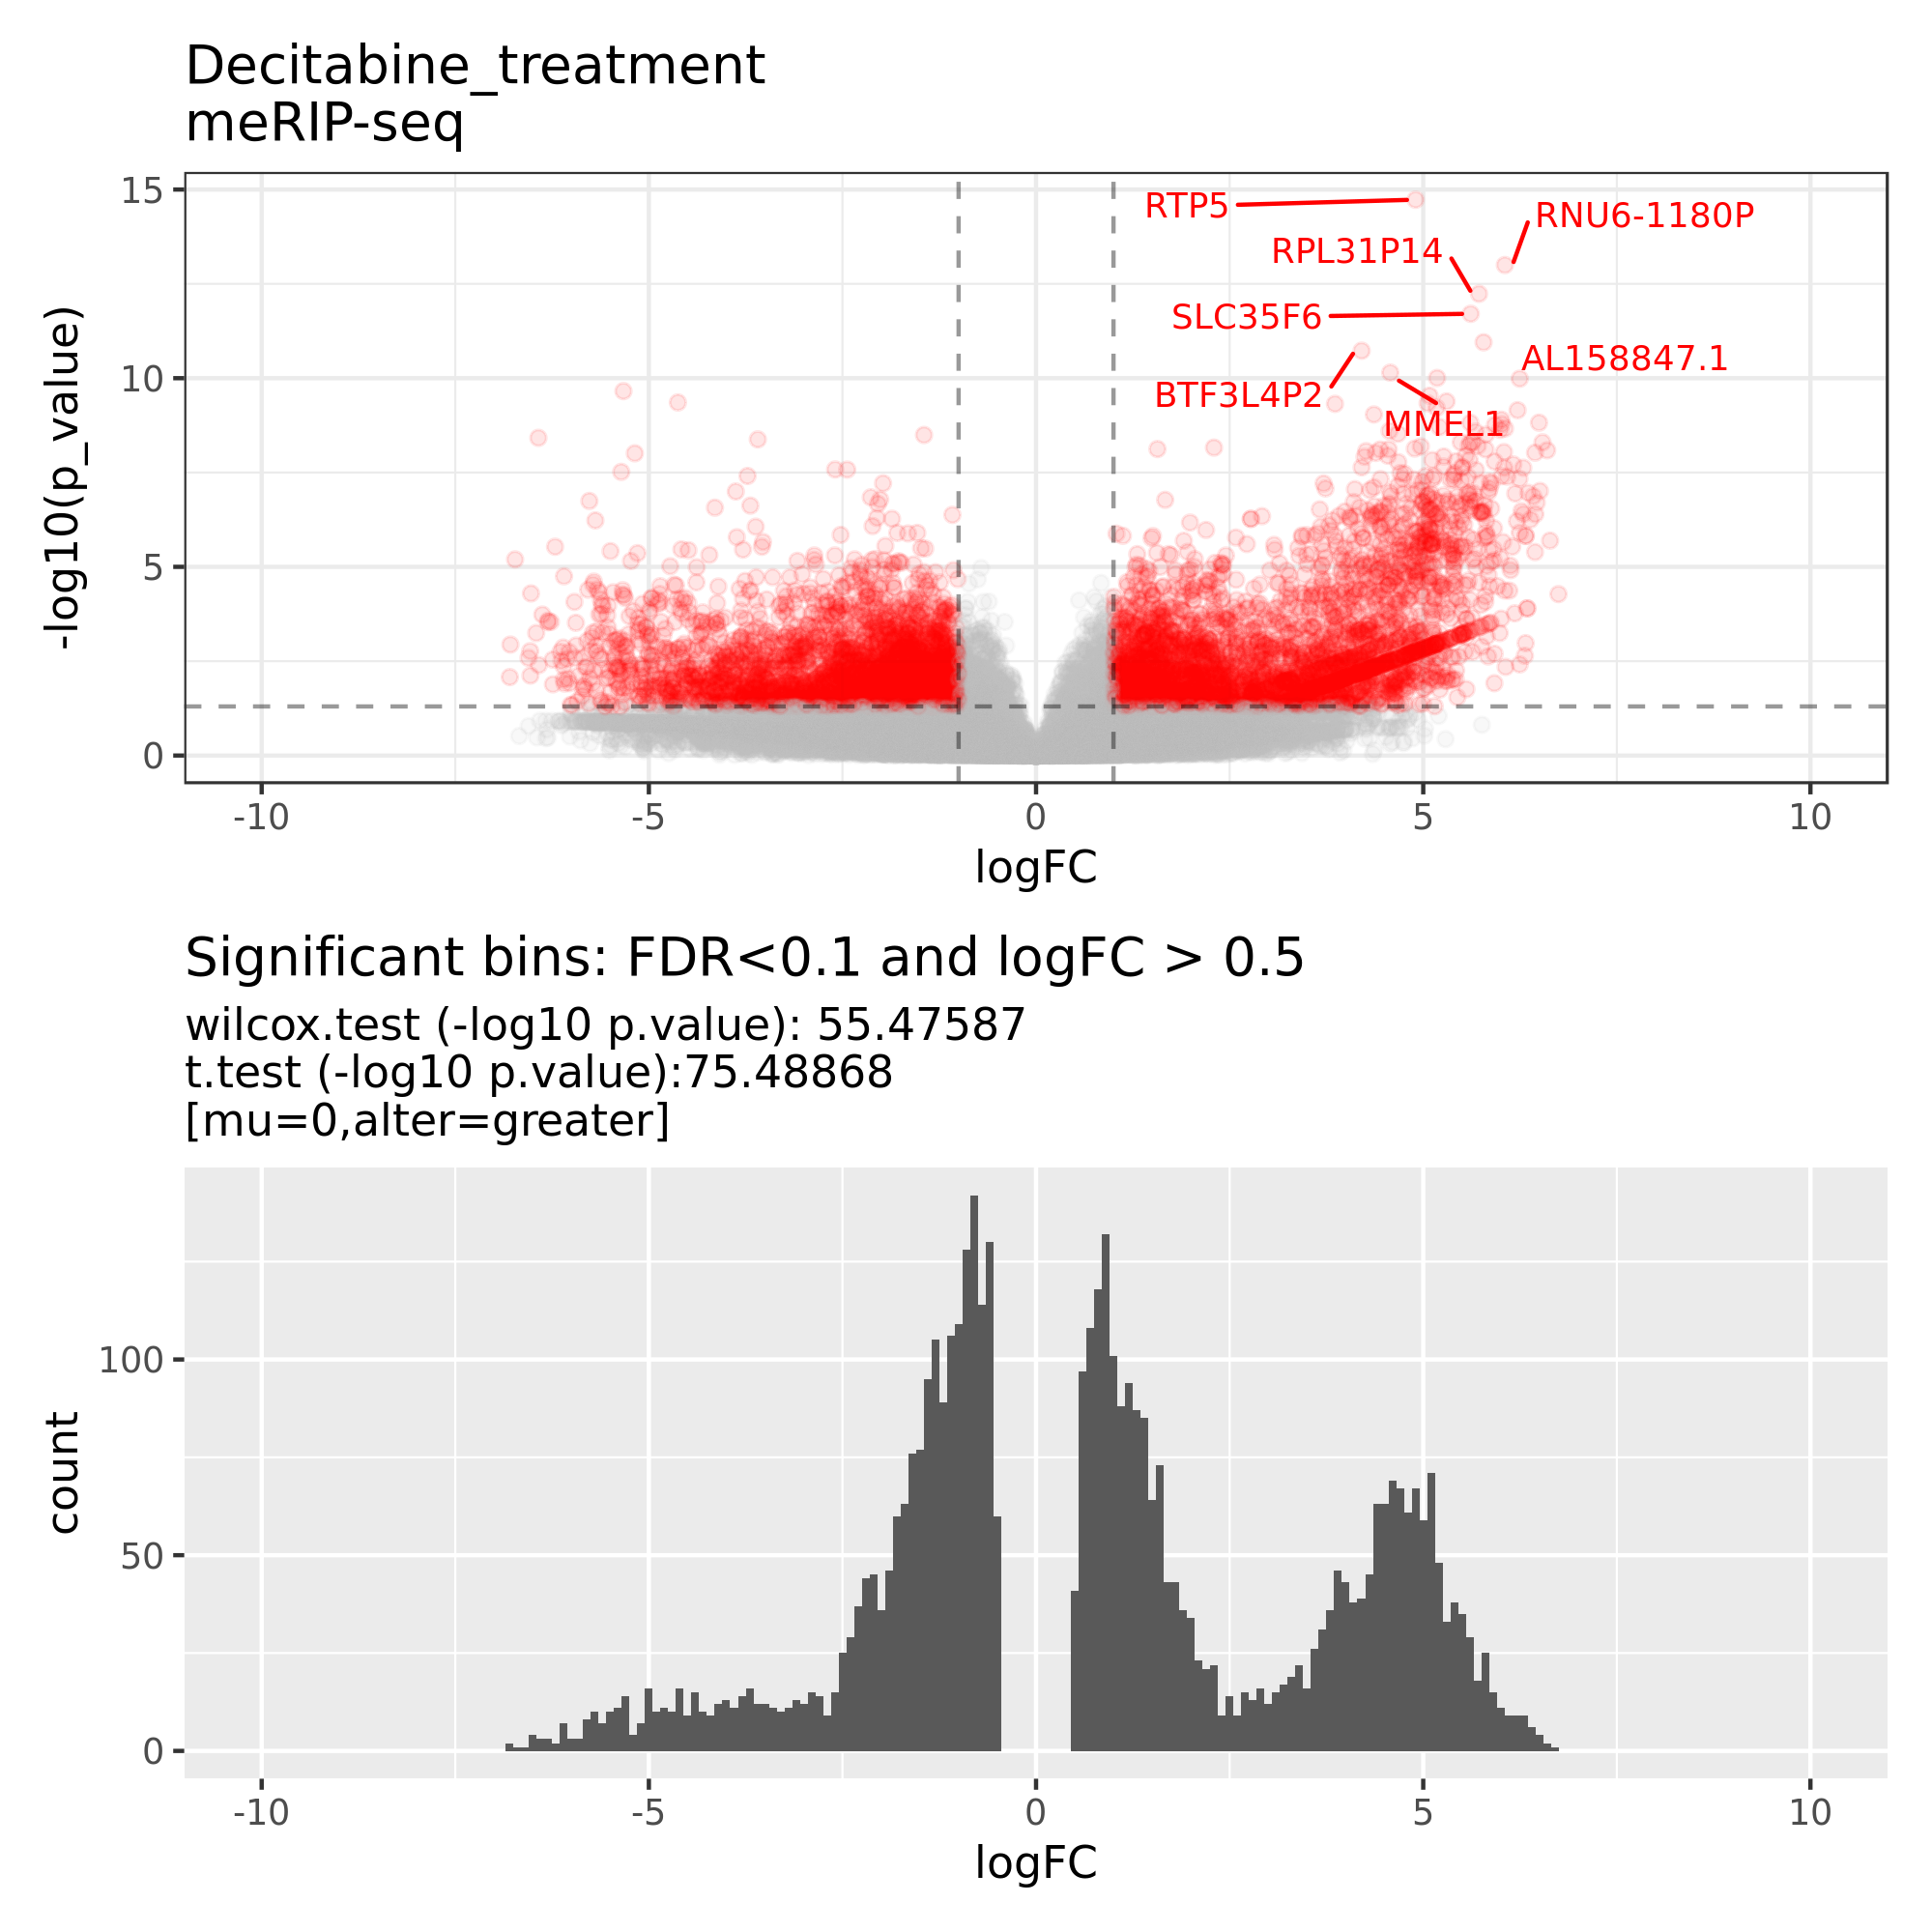 Decitabine_treatment
meRIP-seq
-log10(p_value)
15
10
5
0
RTP5
RNU6-1180P
RPL31P14
SLC35F6
AL158847.1
BTF3L4P2
MMEL1
-10
-5
0
5
10
logFC
Significant bins: FDR<0.1 and logFC > 0.5
wilcox.test (-log10 p.value): 55.47587
t.test (-log10 p.value):75.48868
[mu=0,alter=greater]
count
100
50
0
-10
-5
0
5
10
logFC